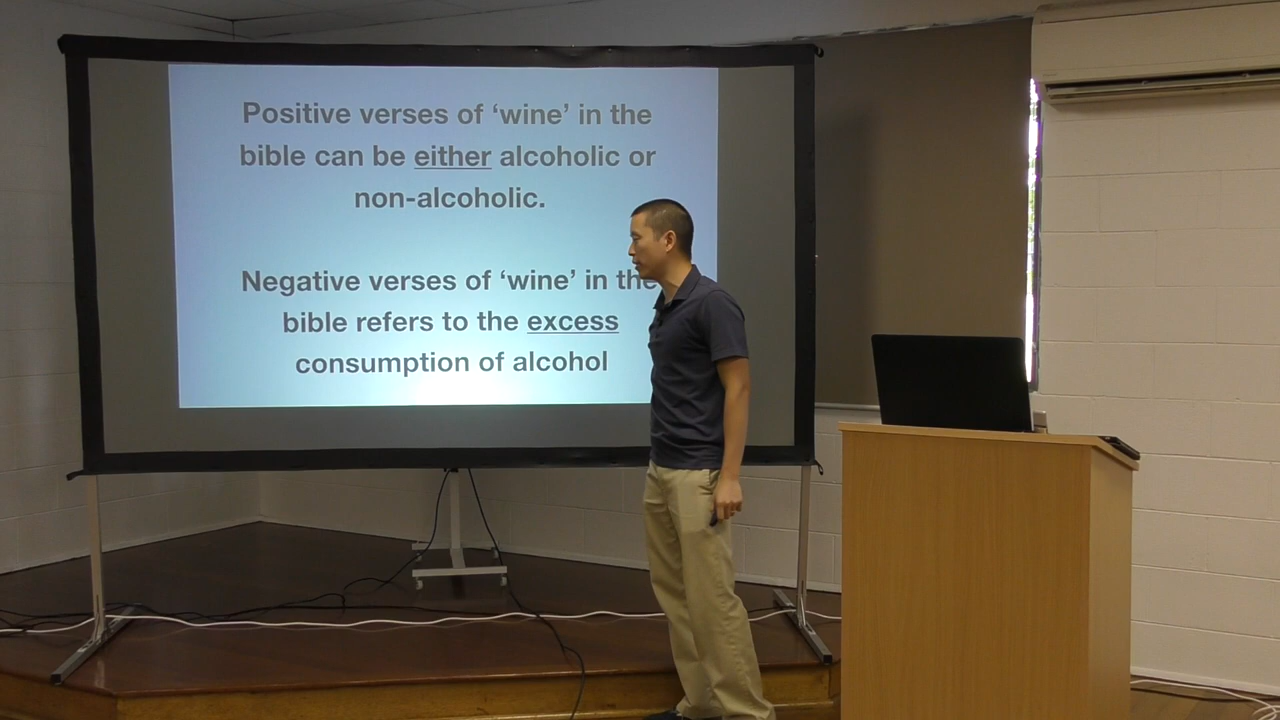 Positive verses of ‘wine’ in the
bible can be either alcoholic or
non-alcoholic.
Negative verses of ‘wine’ in the
bible refers to the excess
consumption of alcohol